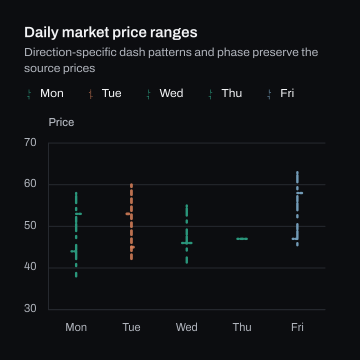 Daily market price ranges
Direction-specific dash patterns and phase preserve the
source prices
Mon Tue Wed Thu Fri
Price
70
60
50
40
30
Mon Tue Wed Thu Fri